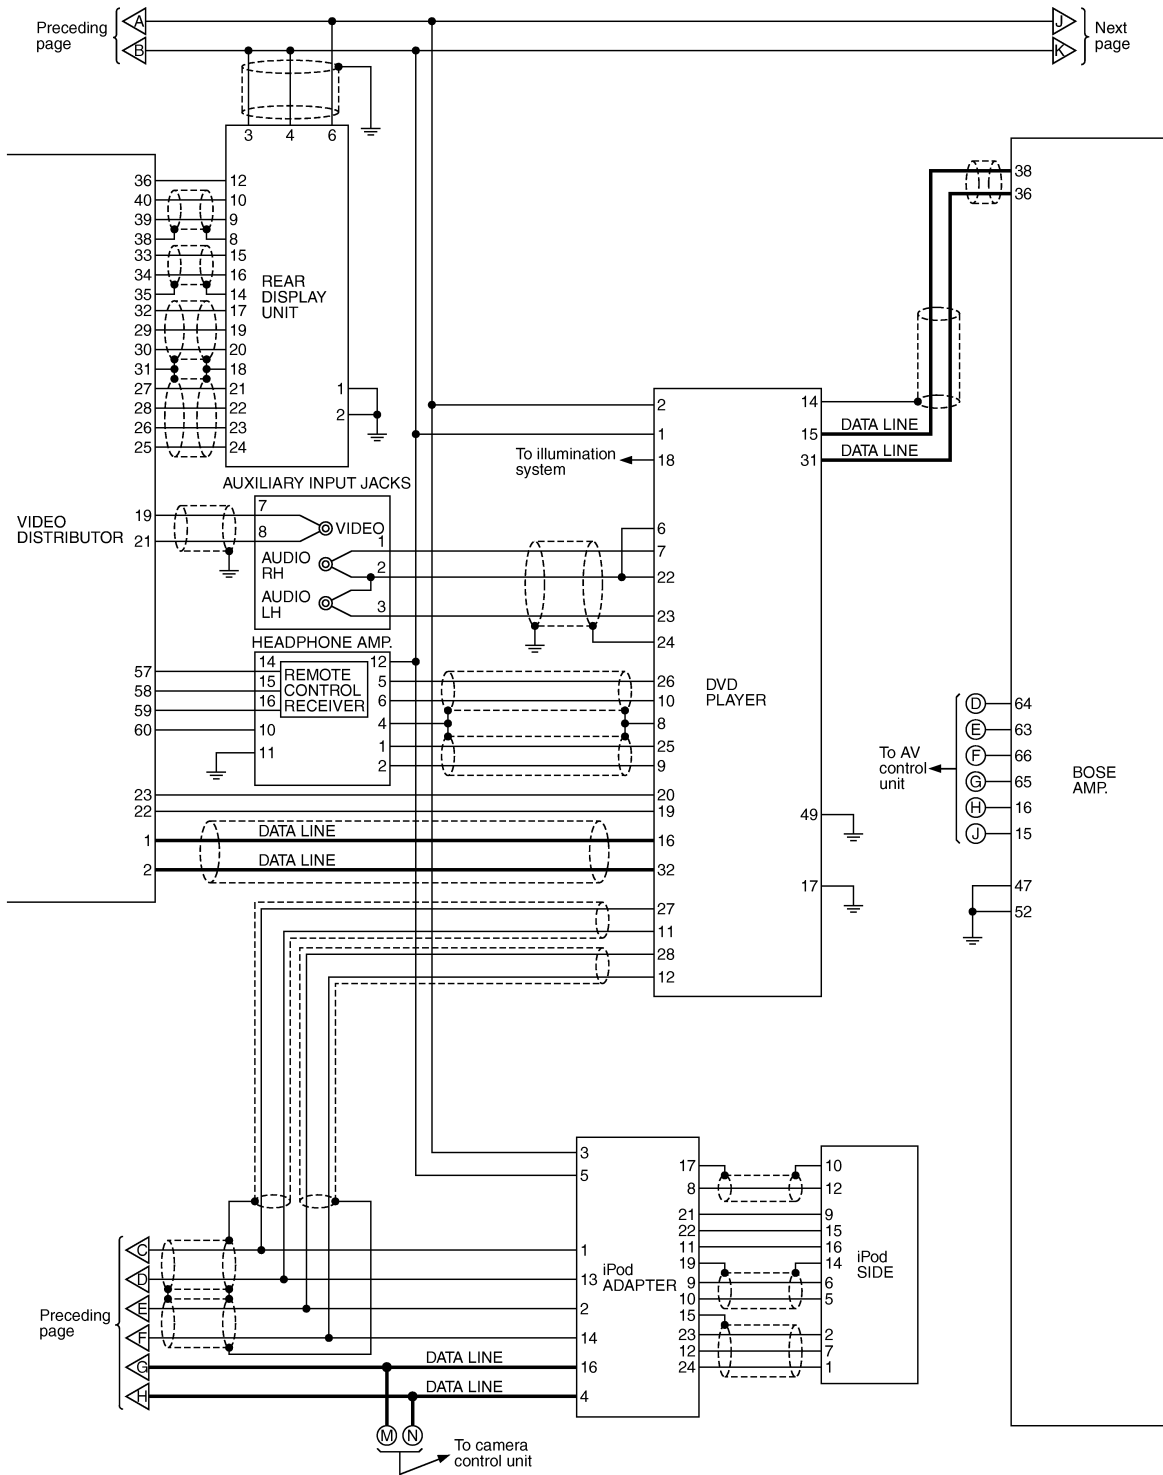 Preceding
page
A
B
J
K
Next
page
3 4 6
36 12
40 10
39 9
38 8
33 15
34 16
35 14
32 17
29 19
30 20
31 18
27 21
28 22
26 23
25 24
REAR
DISPLAY
UNIT
1
2
38
36
2
1
To illumination
system
18
14
DATA LINE
15
DATA LINE
31
AUXILIARY INPUT JACKS
VIDEO
DISTRIBUTOR
19
21
7
8
VIDEO
1
AUDIO
RH
2
AUDIO
LH
3
6
7
22
23
24
HEADPHONE AMP.
57
58
59
60
14
15
16
10
11
REMOTE
CONTROL
RECEIVER
12
5
6
4
1
2
26
10
8
25
9
DVD
PLAYER
23 20
22 19
1 DATA LINE 16
2 DATA LINE 32
27
11
28
12
49
17
To AV
control
unit
D 64
E 63
F 66
G 65
H 16
J 15
47
52
BOSE
AMP.
3
5
Preceding
page
C 1
D 13
E 2
F 14
G DATA LINE 16
H DATA LINE 4
iPod
ADAPTER
17 10
8 12
21 9
22 15
11 16
19 14
9 6
10 5
15
23 2
12 7
24 1
iPod
SIDE
M N
To camera
control unit